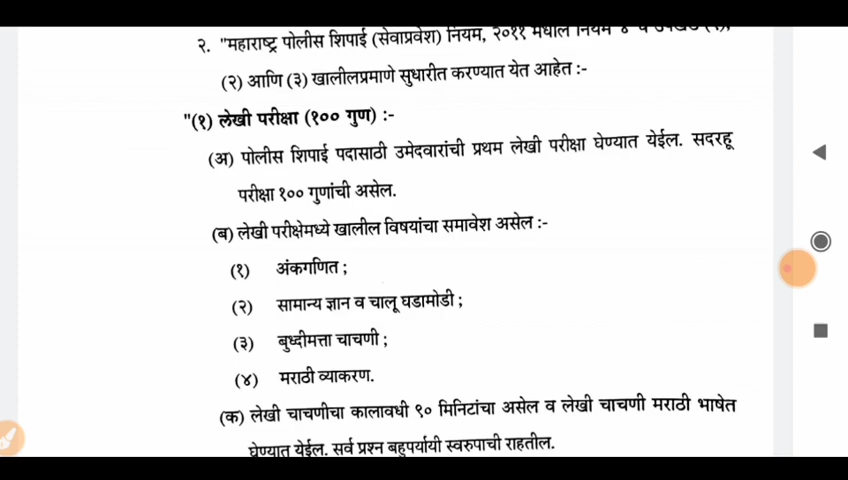 २. "महाराष्ट्र पोलीस शिपाई (सेवाप्रवेश) नियम, २०११ मधील नियम ४
(२) आणि (३) खालीलप्रमाणे सुधारीत करण्यात येत आहेत :-
"(१) लेखी परीक्षा (१०० गुण) :-
(अ) पोलीस शिपाई पदासाठी उमेदवारांची प्रथम लेखी परीक्षा घेण्यात येईल. सदरहू
परीक्षा १०० गुणांची असेल.
(ब) लेखी परीक्षेमध्ये खालील विषयांचा समावेश असेल :-
(१) अंकगणित ;
(२) सामान्य ज्ञान व चालू घडामोडी ;
(३) बुध्दीमत्ता चाचणी ;
(४) मराठी व्याकरण.
(क) लेखी चाचणीचा कालावधी ९० मिनिटांचा असेल व लेखी चाचणी मराठी भाषेत
घेण्यात येईल. सर्व प्रश्न बहुपर्यायी स्वरुपाची राहतील.